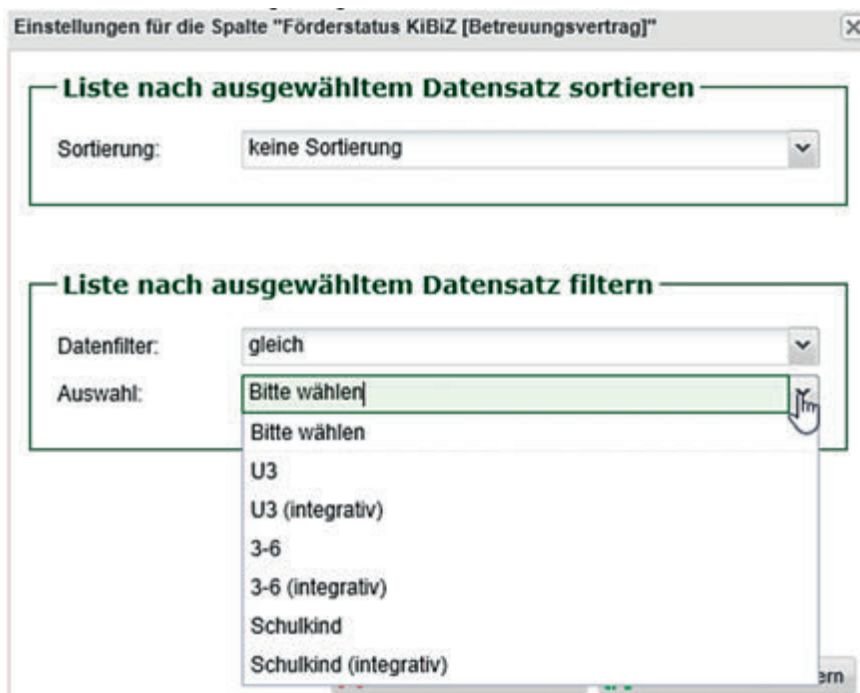 Einstellungen für die Spalte "Förderstatus KiBiZ [Betreuungsvertrag]"
Liste nach ausgewähltem Datensatz sortieren
Sortierung: keine Sortierung
Liste nach ausgewähltem Datensatz filtern
Datenfilter: gleich
Auswahl: Bitte wählen
Bitte wählen
U3
U3 (integrativ)
3-6
3-6 (integrativ)
Schulkind
Schulkind (integrativ)
ern